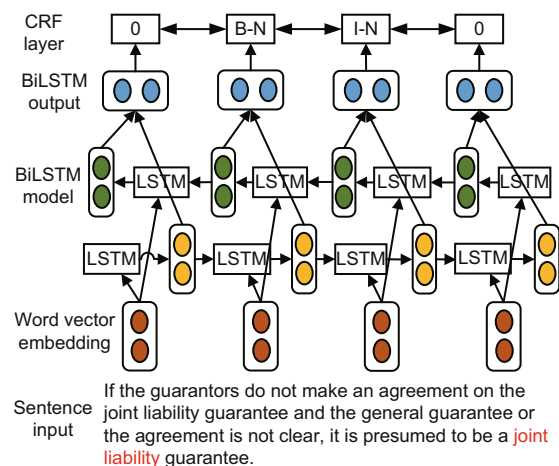 CRF layer
0 B-N I-N 0
BiLSTM output
BiLSTM model
LSTM LSTM LSTM LSTM
LSTM LSTM LSTM LSTM
Word vector embedding
Sentence input
If the guarantors do not make an agreement on the
joint liability guarantee and the general guarantee or
the agreement is not clear, it is presumed to be a joint
liability guarantee.